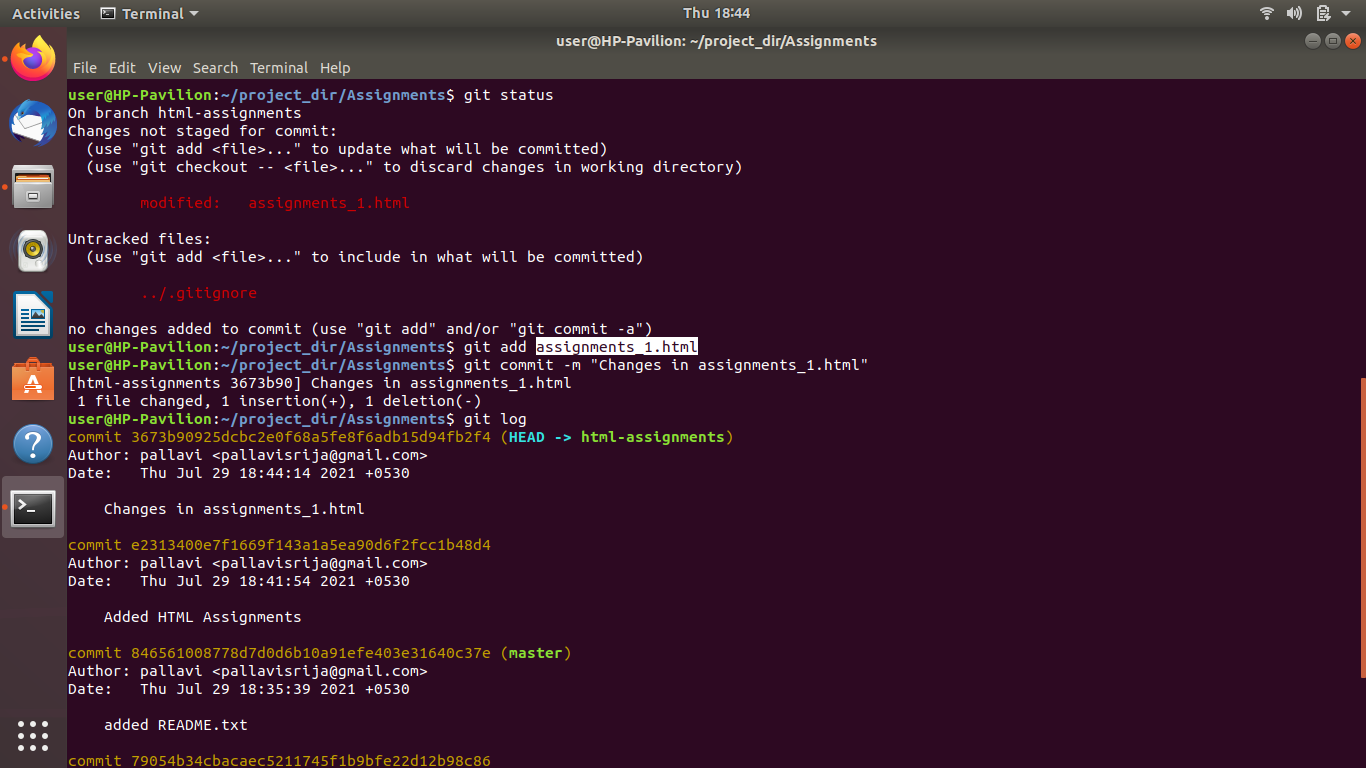 Activities Terminal Thu 18:44
user@HP-Pavilion: ~/project_dir/Assignments
File Edit View Search Terminal Help
user@HP-Pavilion:~/project_dir/Assignments$ git status
On branch html-assignments
Changes not staged for commit:
  (use "git add <file>..." to update what will be committed)
  (use "git checkout -- <file>..." to discard changes in working directory)
        modified:   assignments_1.html
Untracked files:
  (use "git add <file>..." to include in what will be committed)
        ../.gitignore
no changes added to commit (use "git add" and/or "git commit -a")
user@HP-Pavilion:~/project_dir/Assignments$ git add assignments_1.html
user@HP-Pavilion:~/project_dir/Assignments$ git commit -m "Changes in assignments_1.html"
[html-assignments 3673b90] Changes in assignments_1.html
 1 file changed, 1 insertion(+), 1 deletion(-)
user@HP-Pavilion:~/project_dir/Assignments$ git log
commit 3673b90925dcbc2e0f68a5fe8f6adb15d94fb2f4 (HEAD -> html-assignments)
Author: pallavi <pallavisrija@gmail.com>
Date:   Thu Jul 29 18:44:14 2021 +0530
    Changes in assignments_1.html
commit e2313400e7f1669f143a1a5ea90d6f2fcc1b48d4
Author: pallavi <pallavisrija@gmail.com>
Date:   Thu Jul 29 18:41:54 2021 +0530
    Added HTML Assignments
commit 846561008778d7d0d6b10a91efe403e31640c37e (master)
Author: pallavi <pallavisrija@gmail.com>
Date:   Thu Jul 29 18:35:39 2021 +0530
    added README.txt
commit 79054b34cbacaec5211745f1b9bfe22d12b98c86